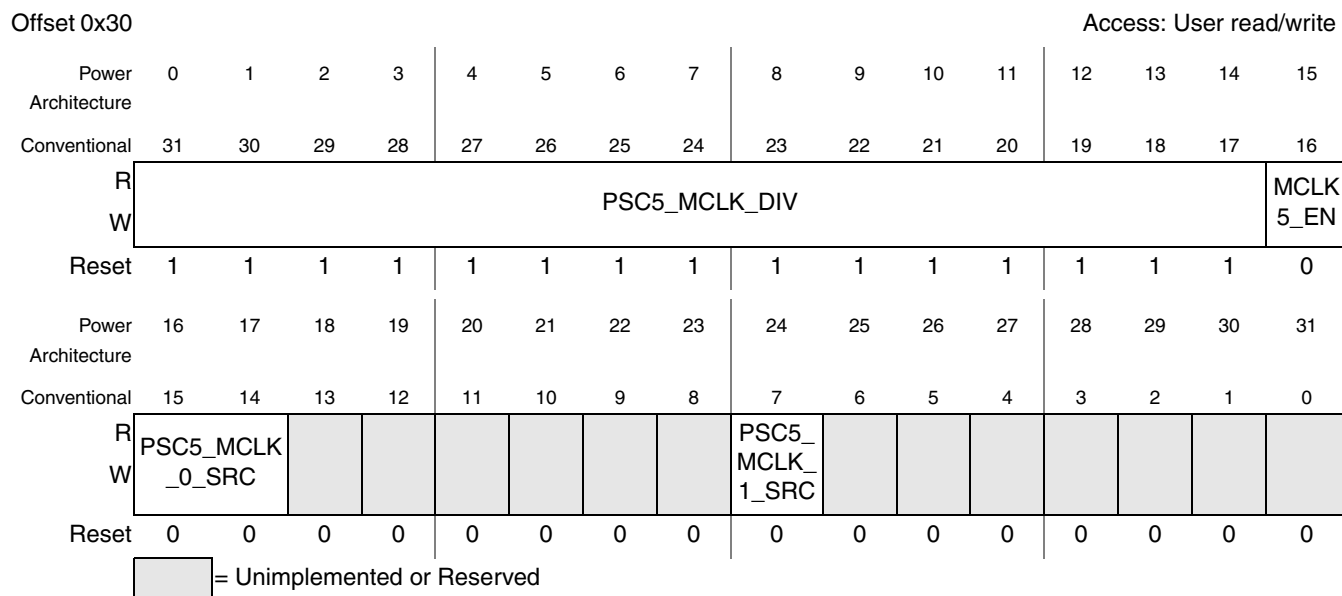 Offset 0x30 Access: User read/write
Power Architecture 0 1 2 3 4 5 6 7 8 9 10 11 12 13 14 15
Conventional 31 30 29 28 27 26 25 24 23 22 21 20 19 18 17 16
R W PSC5_MCLK_DIV MCLK 5_EN
Reset 1 1 1 1 1 1 1 1 1 1 1 1 1 1 1 0
Power Architecture 16 17 18 19 20 21 22 23 24 25 26 27 28 29 30 31
Conventional 15 14 13 12 11 10 9 8 7 6 5 4 3 2 1 0
R W PSC5_MCLK _0_SRC PSC5_ MCLK_ 1_SRC
Reset 0 0 0 0 0 0 0 0 0 0 0 0 0 0 0 0
= Unimplemented or Reserved